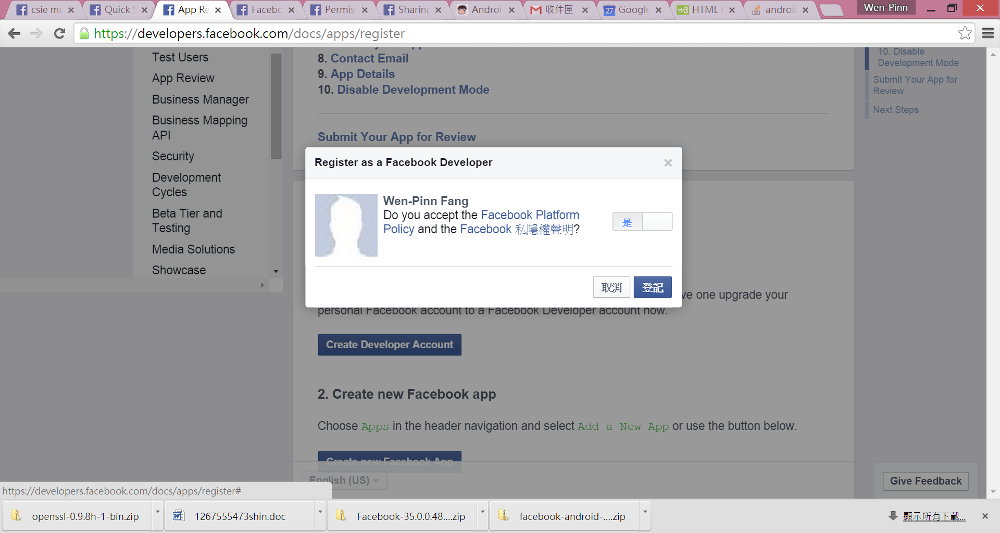 csie me
Quick S
App Re
Facebo
Permis
Sharing
Androi
收件匣
27
Google
w3
HTML
androi
Wen-Pinn
https://developers.facebook.com/docs/apps/register
Test Users
App Review
Business Manager
Business Mapping
API
Security
Development
Cycles
Beta Tier and
Testing
Media Solutions
Showcase
8. Contact Email
9. App Details
10. Disable Development Mode
Submit Your App for Review
10. Disable
Development Mode
Submit Your App for
Review
Next Steps
Register as a Facebook Developer
Wen-Pinn Fang
Do you accept the Facebook Platform
Policy and the Facebook 私隱權聲明?
是
取消
登記
ve one upgrade your
personal Facebook account to a Facebook Developer account now.
Create Developer Account
2. Create new Facebook app
Choose Apps in the header navigation and select Add a New App or use the button below.
Create new Facebook App
English (US)
Give Feedback
https://developers.facebook.com/docs/apps/register#
openssl-0.9.8h-1-bin.zip
1267555473shin.doc
Facebook-35.0.0.48....zip
facebook-android-....zip
顯示所有下載...